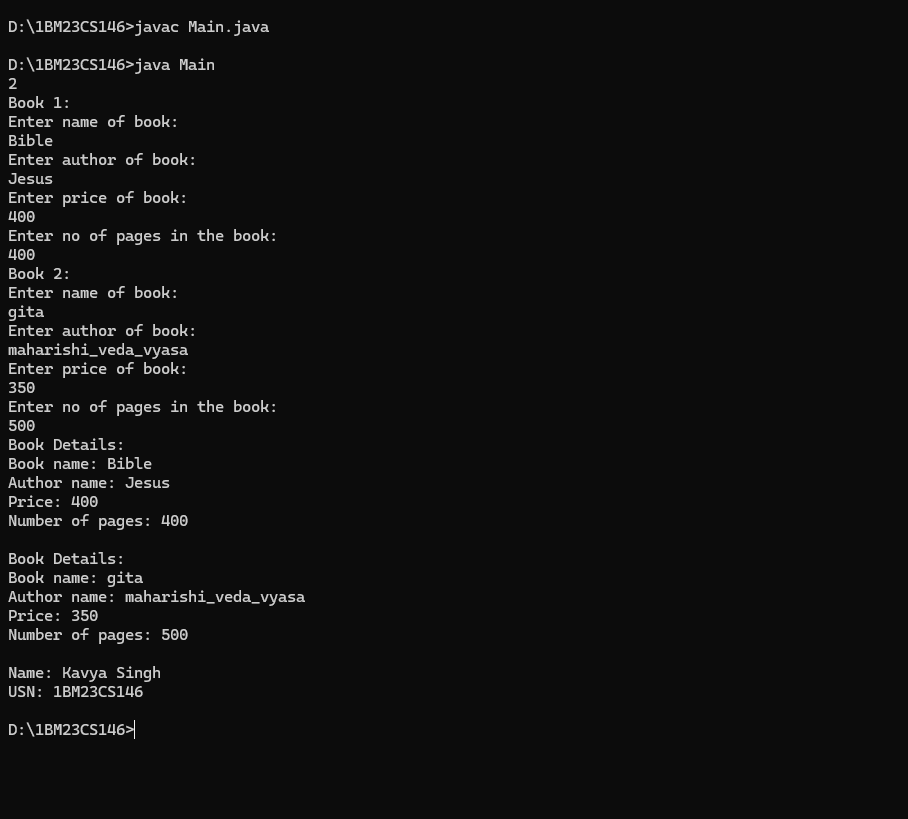 D:\1BM23CS146>javac Main.java
D:\1BM23CS146>java Main
2
Book 1:
Enter name of book:
Bible
Enter author of book:
Jesus
Enter price of book:
400
Enter no of pages in the book:
400
Book 2:
Enter name of book:
gita
Enter author of book:
maharishi_veda_vyasa
Enter price of book:
350
Enter no of pages in the book:
500
Book Details:
Book name: Bible
Author name: Jesus
Price: 400
Number of pages: 400
Book Details:
Book name: gita
Author name: maharishi_veda_vyasa
Price: 350
Number of pages: 500
Name: Kavya Singh
USN: 1BM23CS146
D:\1BM23CS146>